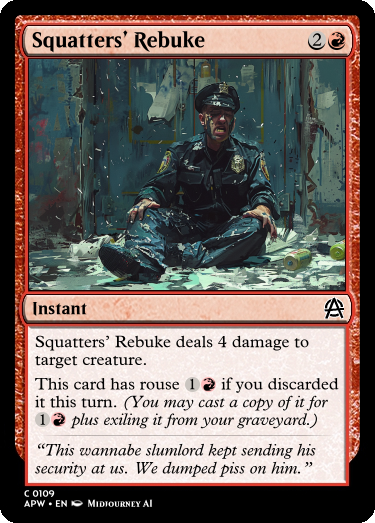 Squatters' Rebuke 2
Instant
Squatters' Rebuke deals 4 damage to
target creature.
This card has rouse 1 if you discarded
it this turn. (You may cast a copy of it for
1 plus exiling it from your graveyard.)
“This wannabe slumlord kept sending his
security at us. We dumped piss on him.”
C 0109
APW • EN Midjourney AI